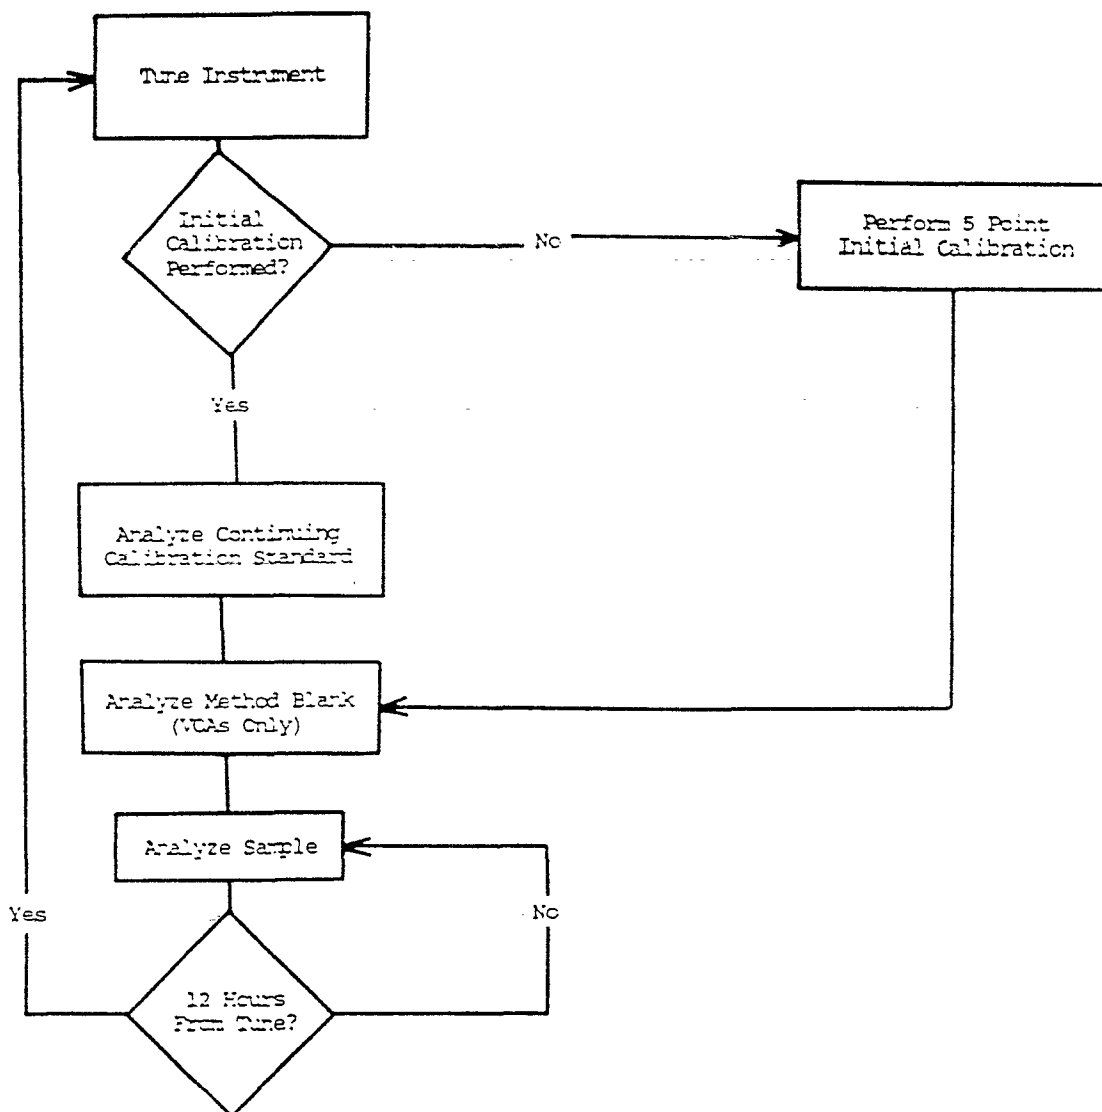 Tune Instrument
Initial
Calibration
Performed?
No
Perform 5 Point
Initial Calibration
Yes
Analyze Continuing
Calibration Standard
Analyze Method Blank
(VOAs Only)
Analyze Sample
Yes
No
12 Hours
From Tune?